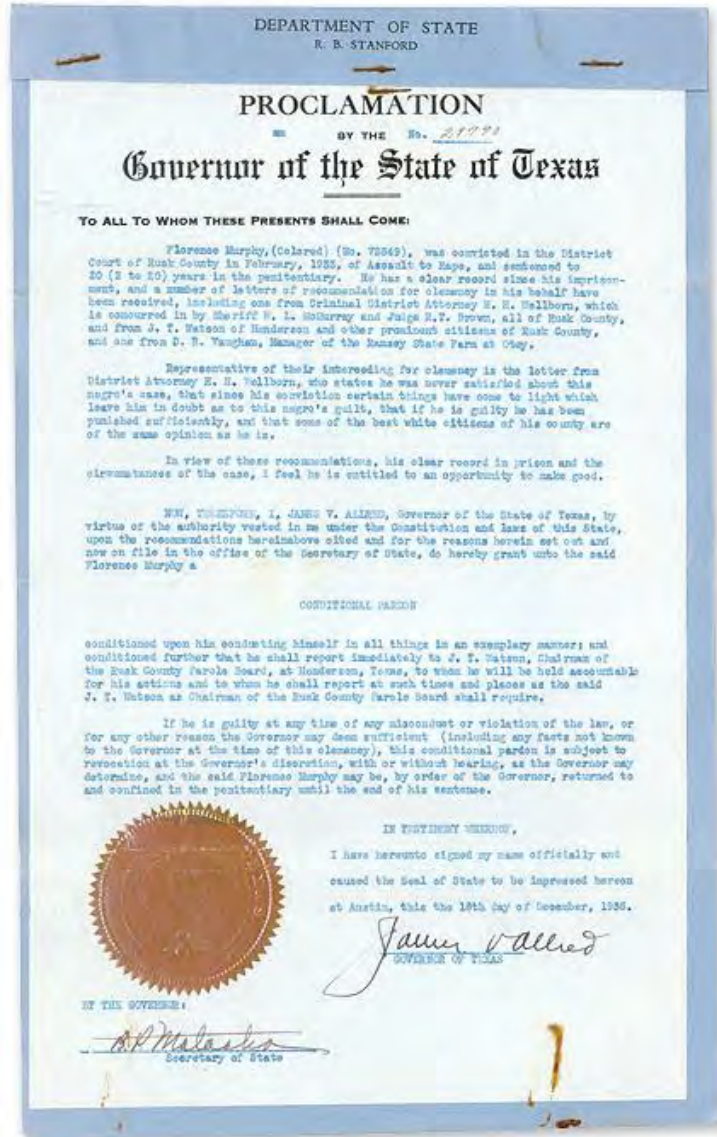 DEPARTMENT OF STATE
R. B. STANFORD
PROCLAMATION
BY THE No.
Governor of the State of Texas
TO ALL TO WHOM THESE PRESENTS SHALL COME:
Florence Murphy, (Colored) (No. ), was convicted in the District
Court of Rusk County in February, of Assault to Rape, and sentenced to
20 (2 to 20) years in the penitentiary. He has a clear record since his imprison-
ment, and a number of letters of recommendation for clemency in his behalf have
been received, including one from Criminal District Attorney H. H. Wellborn, which
is concurred in by Sheriff and Judge R.T. Brown, all of Rusk County,
and from J. T. Watson of Henderson and other prominent citizens of Rusk County,
and one from D. B. Vaughan, Manager of the Ramsey State Farm at Otey.
Representative of their interceding for clemency is the letter from
District Attorney H. H. Wellborn, who states he was never satisfied about this
negro's case, that since his conviction certain things have come to light which
leave him in doubt as to this negro's guilt, that if he is guilty he has been
punished sufficiently, and that some of the best white citizens of his county are
of the same opinion as he is.
In view of these recommendations, his clear record in prison and the
circumstances of the case, I feel he is entitled to an opportunity to make good.
NOW, THEREFORE, I, JAMES V. ALLRED, Governor of the State of Texas, by
virtue of the authority vested in me under the Constitution and laws of this State,
upon the recommendations hereinabove cited and for the reasons herein set out and
now on file in the office of the Secretary of State, do hereby grant unto the said
Florence Murphy a
CONDITIONAL PARDON
conditioned upon him conducting himself in all things in an exemplary manner; and
conditioned further that he shall report immediately to J. T. Watson, Chairman of
the Rusk County Parole Board, at Henderson, Texas, to whom he will be held accountable
for his actions and to whom he shall report at such times and places as the said
J. T. Watson as Chairman of the Rusk County Parole Board shall require.
If he is guilty at any time of any misconduct or violation of the law, or
for any other reason the Governor may deem sufficient (including any facts not known
to the Governor at the time of this clemency), this conditional pardon is subject to
revocation at the Governor's discretion, with or without hearing, as the Governor may
determine, and the said Florence Murphy may be, by order of the Governor, returned to
and confined in the penitentiary until the end of his sentence.
IN TESTIMONY WHEREOF,
I have hereunto signed my name officially and
caused the Seal of State to be impressed hereon
at Austin, this the day of December,
James V Allred
GOVERNOR OF TEXAS
BY THE GOVERNOR:
Secretary of State